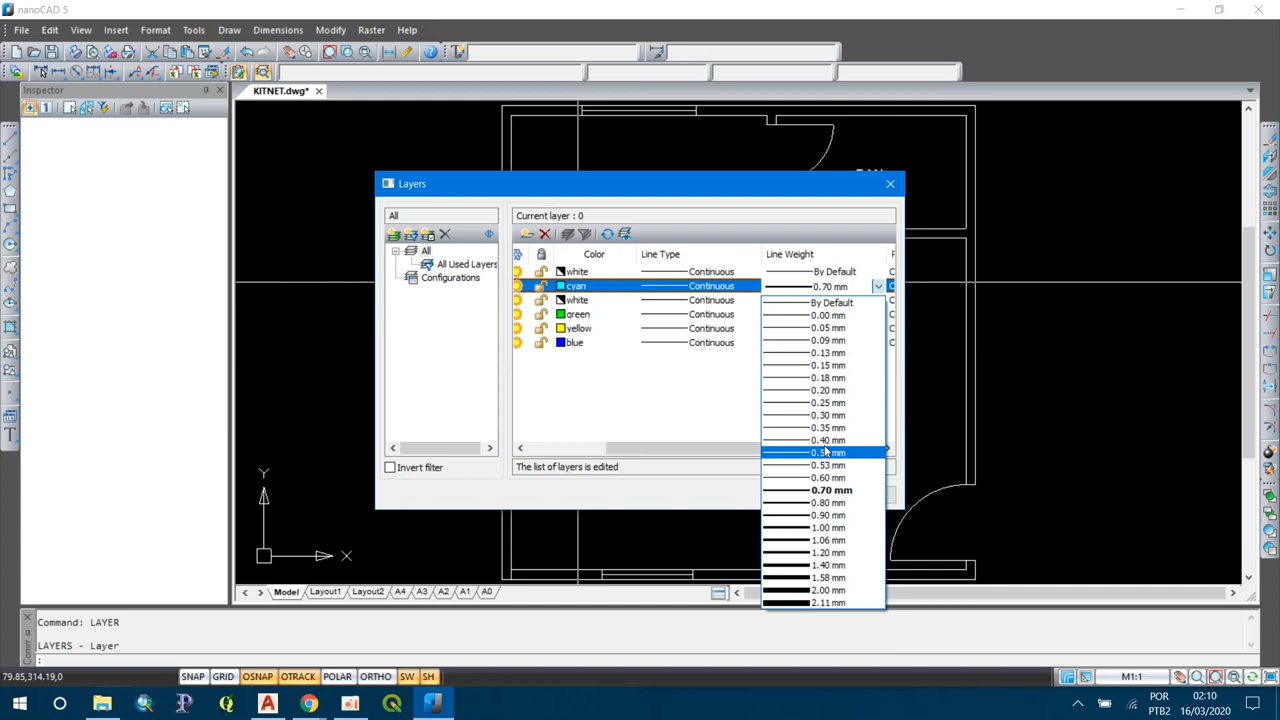 nanoCAD 5
File Edit View Insert Format Tools Draw Dimensions Modify Raster Help
Inspector
KITNET.dwg*
Layers
All
Current layer : 0
All
All Used Layers
Configurations
Color Line Type Line Weight
white Continuous By Default
cyan Continuous 0.70 mm
white Continuous
green Continuous
yellow Continuous
blue Continuous
By Default
0.00 mm
0.05 mm
0.09 mm
0.13 mm
0.15 mm
0.18 mm
0.20 mm
0.25 mm
0.30 mm
0.35 mm
0.40 mm
mm
0.53 mm
0.60 mm
0.70 mm
0.80 mm
0.90 mm
1.00 mm
1.06 mm
1.20 mm
1.40 mm
1.58 mm
2.00 mm
2.11 mm
Invert filter
The list of layers is edited
Y
X
Model Layout1 Layout2 A4 A3 A2 A1 A0
Command: LAYER
LAYERS - Layer
:
79.85,314.19,0 SNAP GRID OSNAP OTRACK POLAR ORTHO SW SH M1:1
POR 02:10
PTB2 16/03/2020